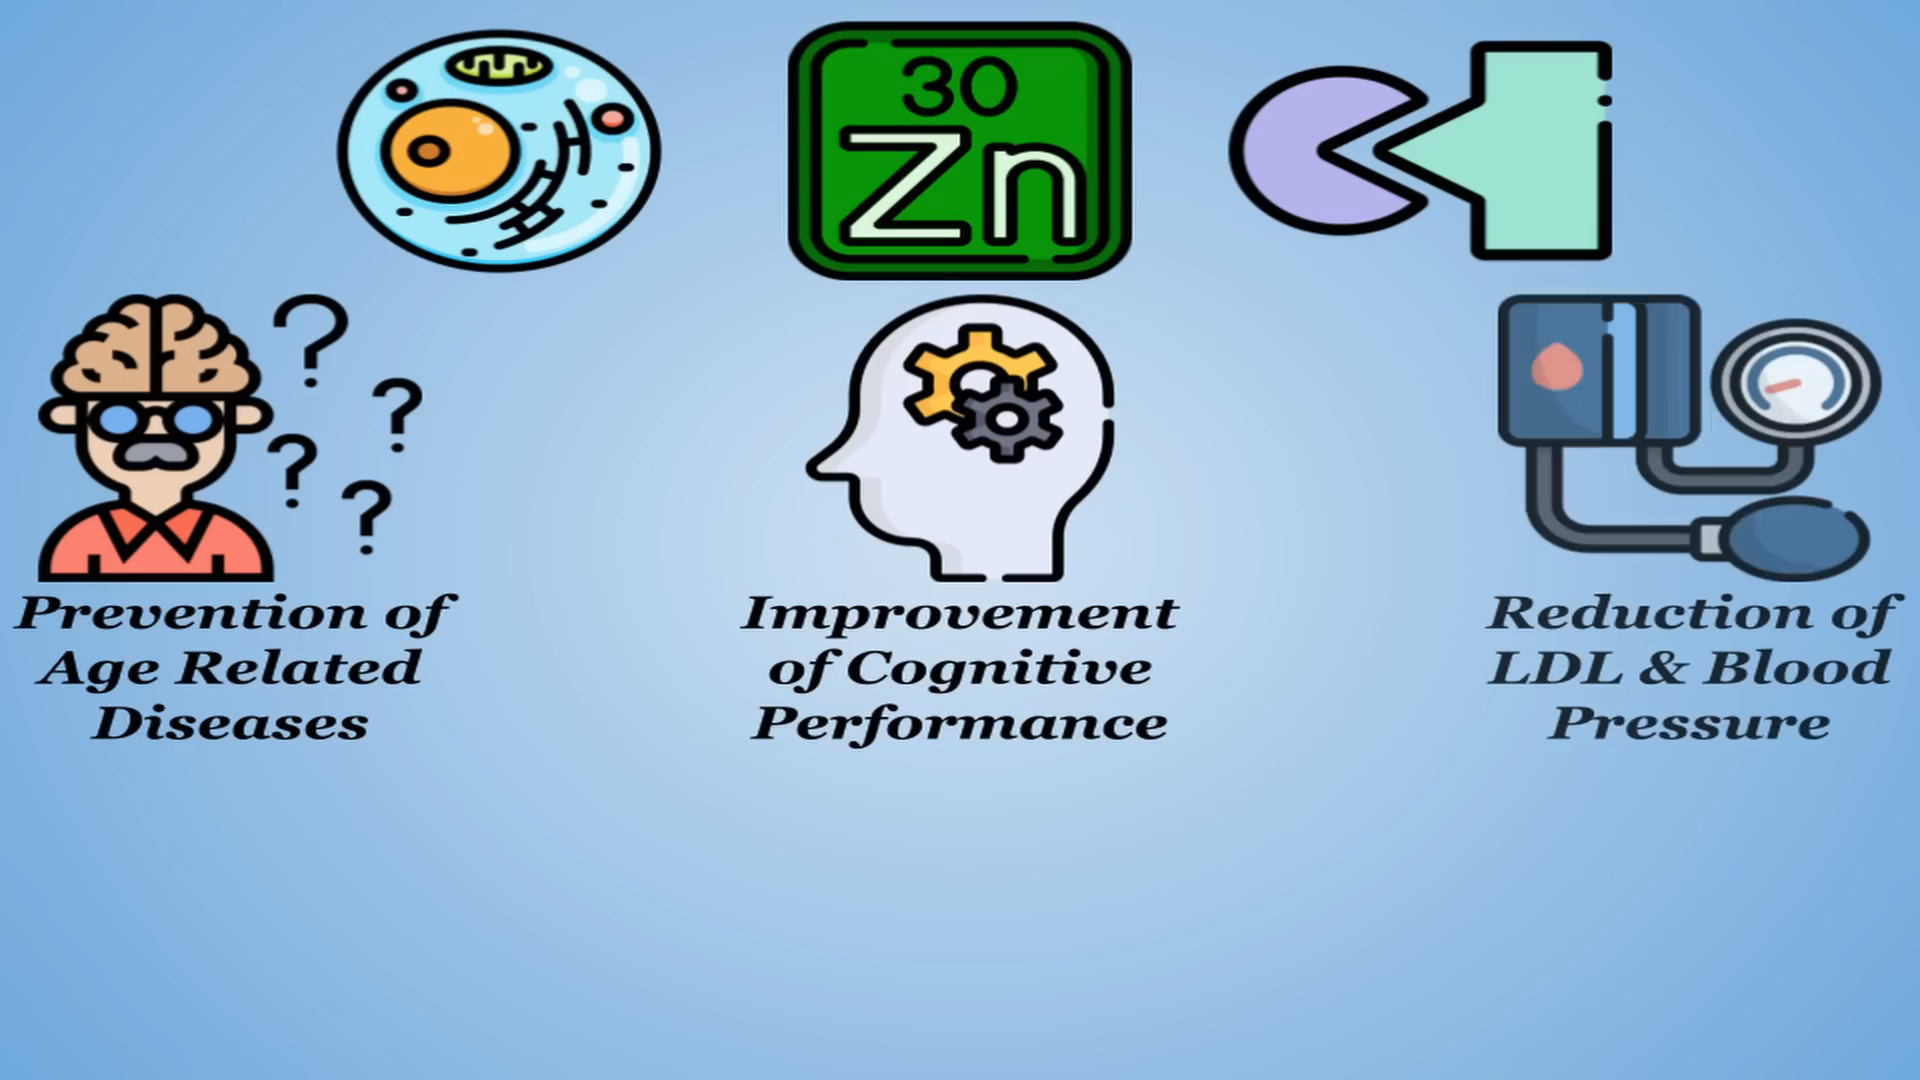 30
Zn
? ? ? ?
Prevention of
Age Related
Diseases
Improvement
of Cognitive
Performance
Reduction of
LDL & Blood
Pressure